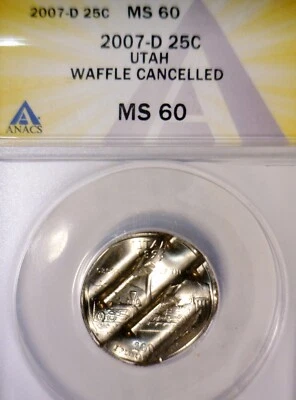 2007-D 25C MS 60
2007-D 25C
UTAH
WAFFLE CANCELLED
ANACS
MS 60